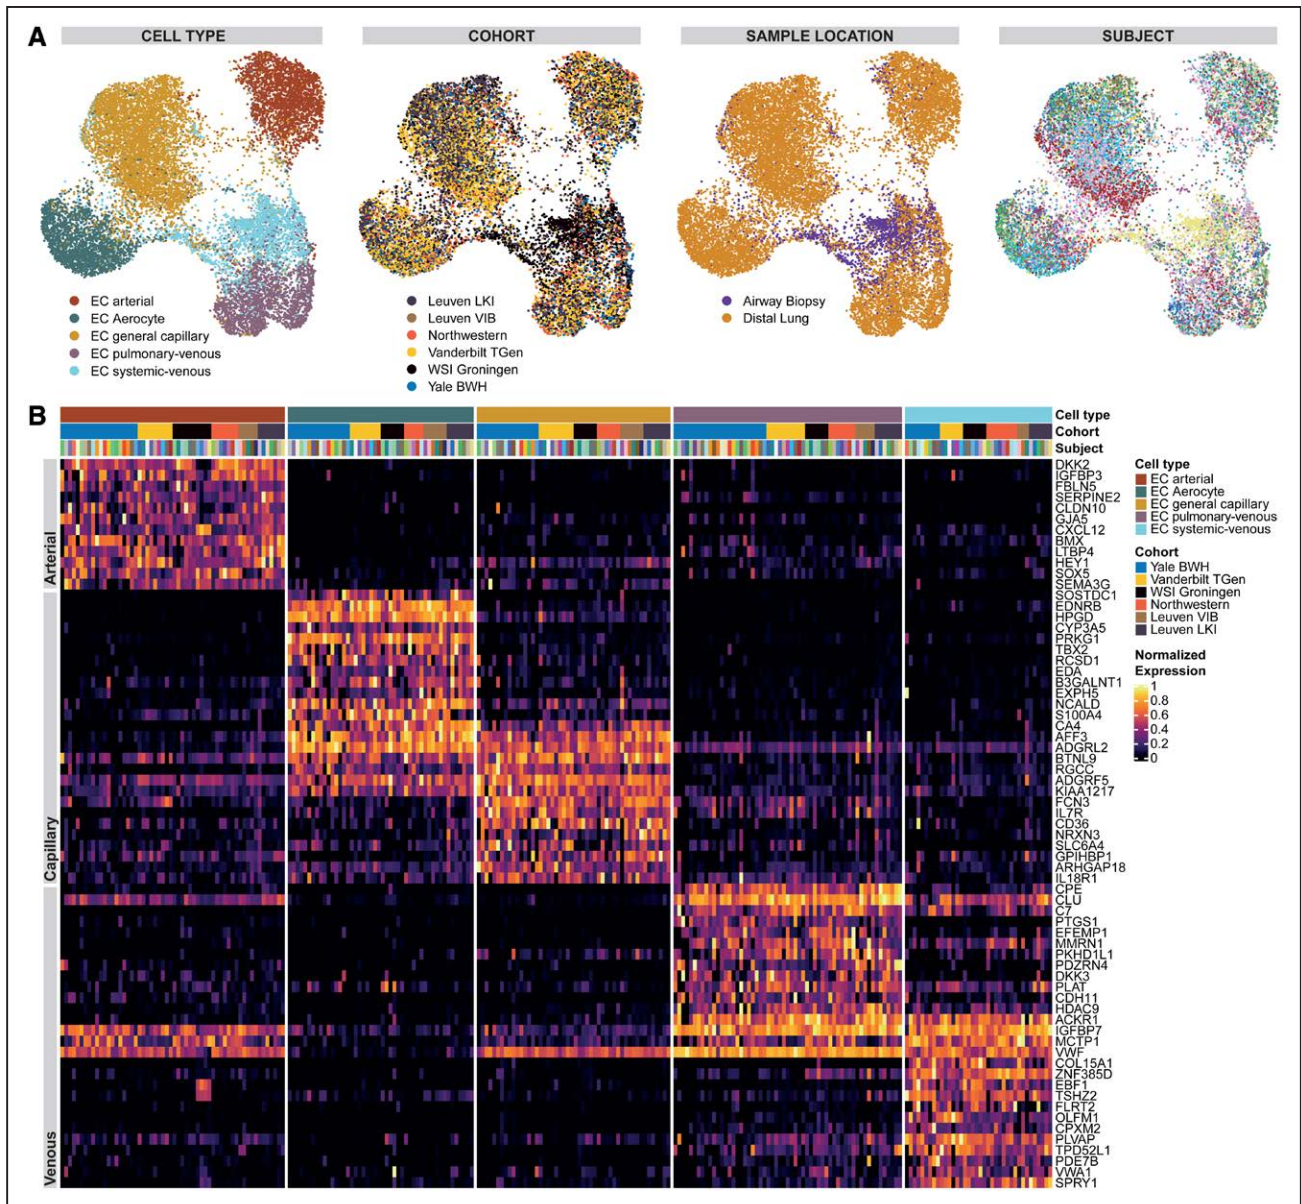 A
CELL TYPE
COHORT
SAMPLE LOCATION
SUBJECT
EC arterial
EC Aerocyte
EC general capillary
EC pulmonary-venous
EC systemic-venous
Leuven LKI
Leuven VIB
Northwestern
Vanderbilt TGen
WSI Groningen
Yale BWH
Airway Biopsy
Distal Lung
B
Cell type
Cohort
Subject
Arterial
Capillary
Venous
DKK2
IGFBP3
FBLN5
SERPINE2
CLDN10
GJA5
CXCL12
BMX
LTBP4
HEY1
SOX5
SEMA3G
SOSTDC1
EDNRB
HPGD
CYP3A5
PRKG1
TBX2
RCSD1
EDA
B3GALNT1
EXPH5
NCALD
S100A4
CA4
AFF3
ADGRL2
BTNL9
RGCC
ADGRF5
KIAA1217
FCN3
IL7R
CD36
NRXN3
SLC6A4
GPIHBP1
ARHGAP18
IL18R1
CPE
CLU
C7
PTGS1
EFEMP1
MMRN1
PKHD1L1
PDZRN4
DKK3
PLAT
CDH11
HDAC9
ACKR1
IGFBP7
MCTP1
VWF
COL15A1
ZNF385D
EBF1
TSHZ2
FLRT2
OLFM1
CPXM2
PLVAP
TPD52L1
PDE7B
VWA1
SPRY1
Cell type
EC arterial
EC Aerocyte
EC general capillary
EC pulmonary-venous
EC systemic-venous
Cohort
Yale BWH
Vanderbilt TGen
WSI Groningen
Northwestern
Leuven VIB
Leuven LKI
Normalized
Expression
1
0.8
0.6
0.4
0.2
0